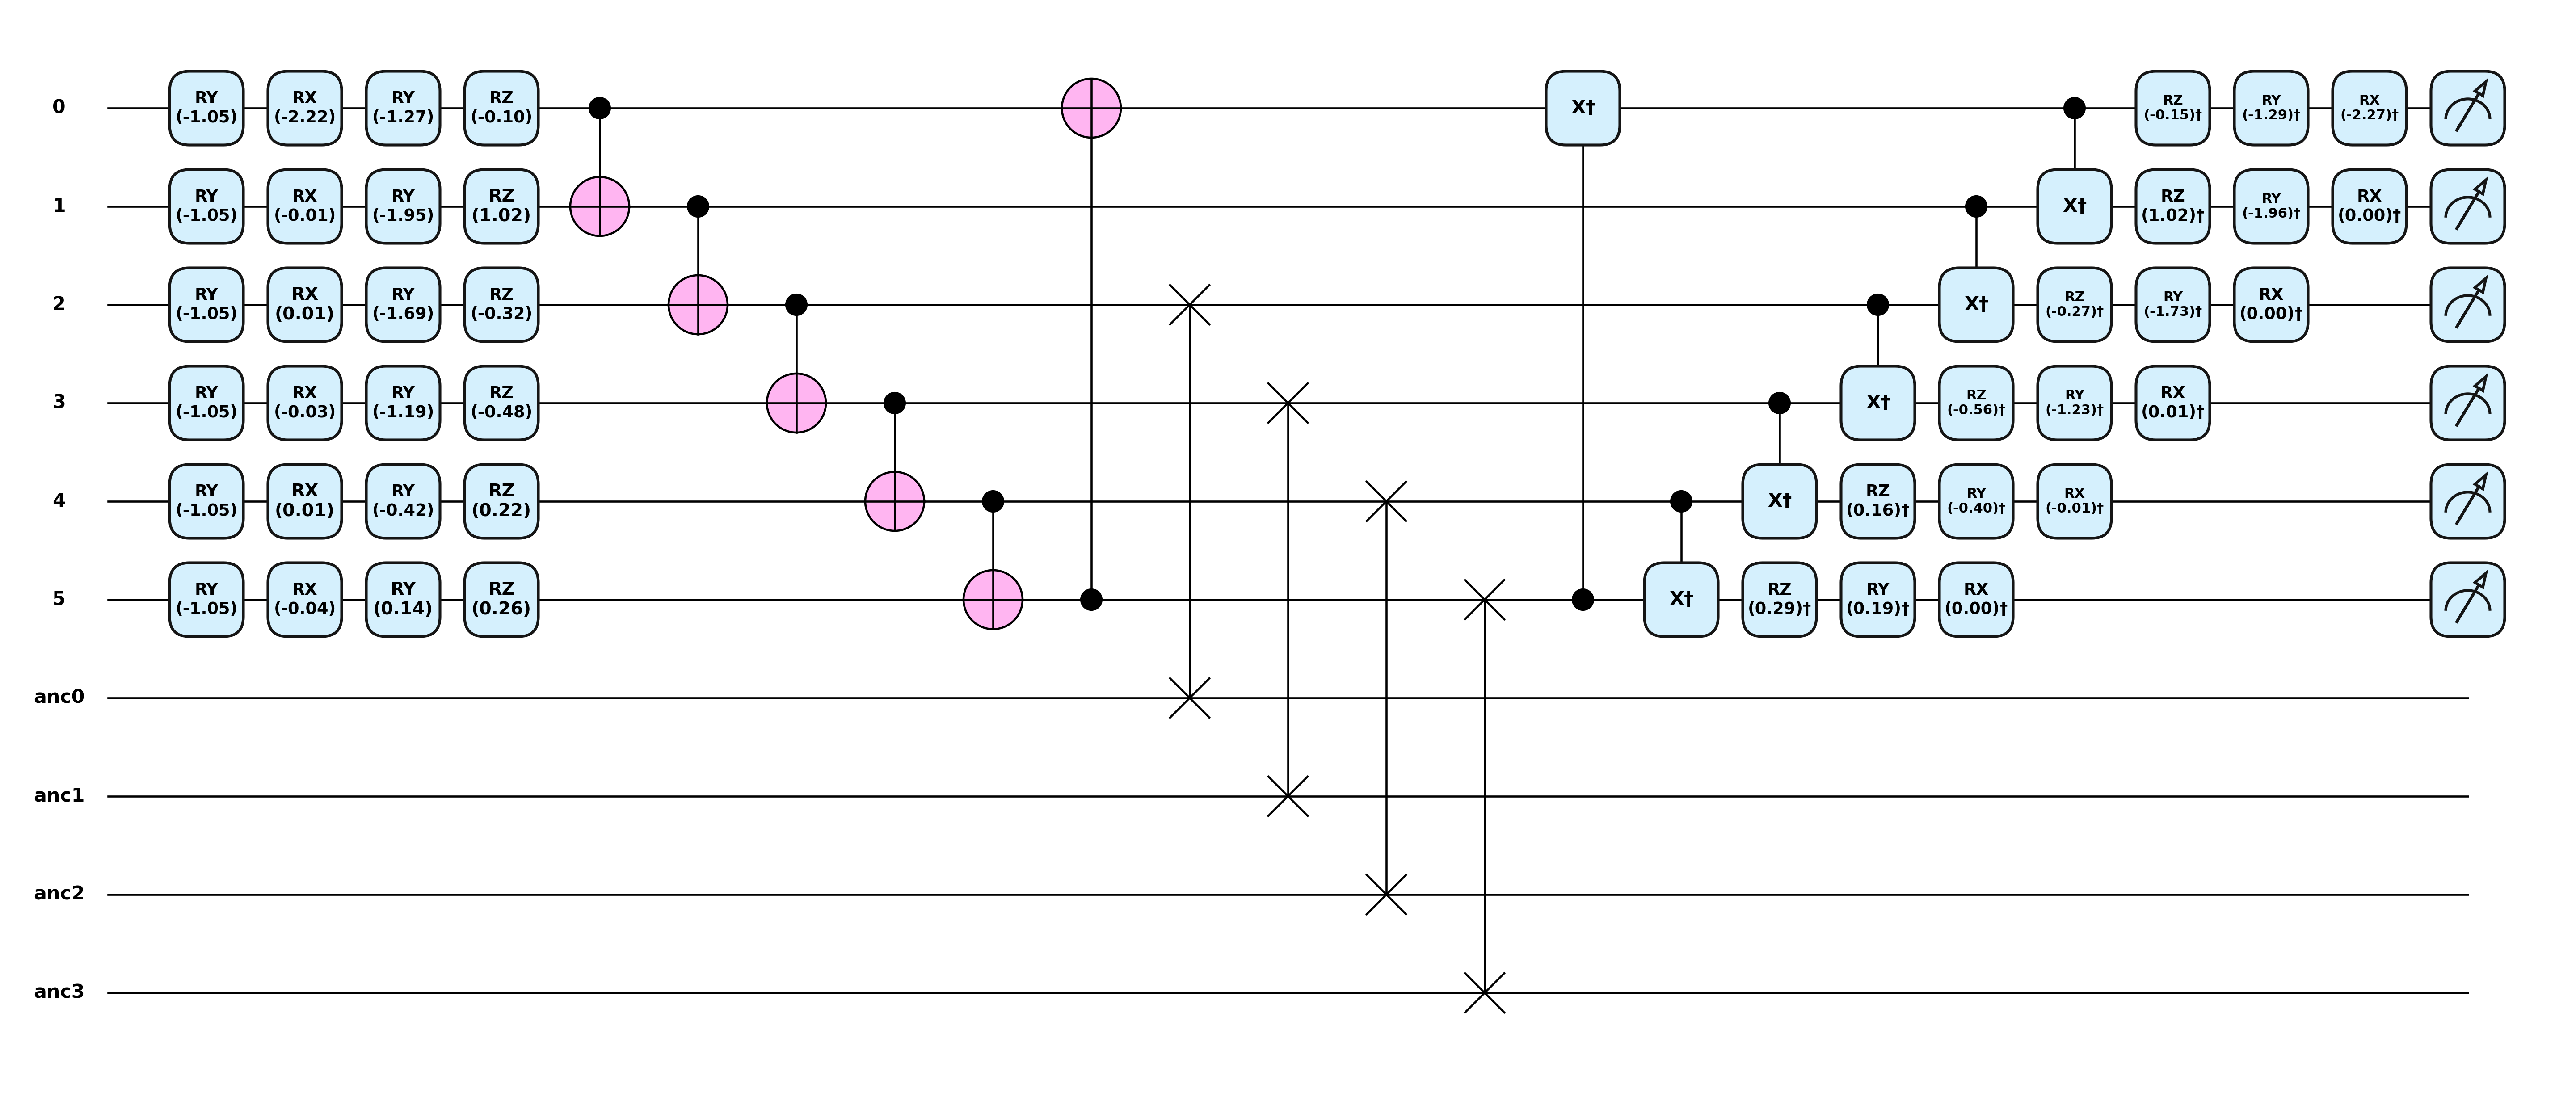 0 RY RX RY RZ X† RZ RY RX
(-1.05) (-2.22) (-1.27) (-0.10) (-0.15)† (-1.29)† (-2.27)†
1 RY RX RY RZ X† RZ RY RX
(-1.05) (-0.01) (-1.95) (1.02) (1.02)† (-1.96)† (0.00)†
2 RY RX RY RZ X† RZ RY RX
(-1.05) (0.01) (-1.69) (-0.32) (-0.27)† (-1.73)† (0.00)†
3 RY RX RY RZ X† RZ RY RX
(-1.05) (-0.03) (-1.19) (-0.48) (-0.56)† (-1.23)† (0.01)†
4 RY RX RY RZ X† RZ RY RX
(-1.05) (0.01) (-0.42) (0.22) (0.16)† (-0.40)† (-0.01)†
5 RY RX RY RZ X† RZ RY RX
(-1.05) (-0.04) (0.14) (0.26) (0.29)† (0.19)† (0.00)†
anc0
anc1
anc2
anc3